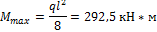 M_max = ql²/8 = 292,5 кН * м